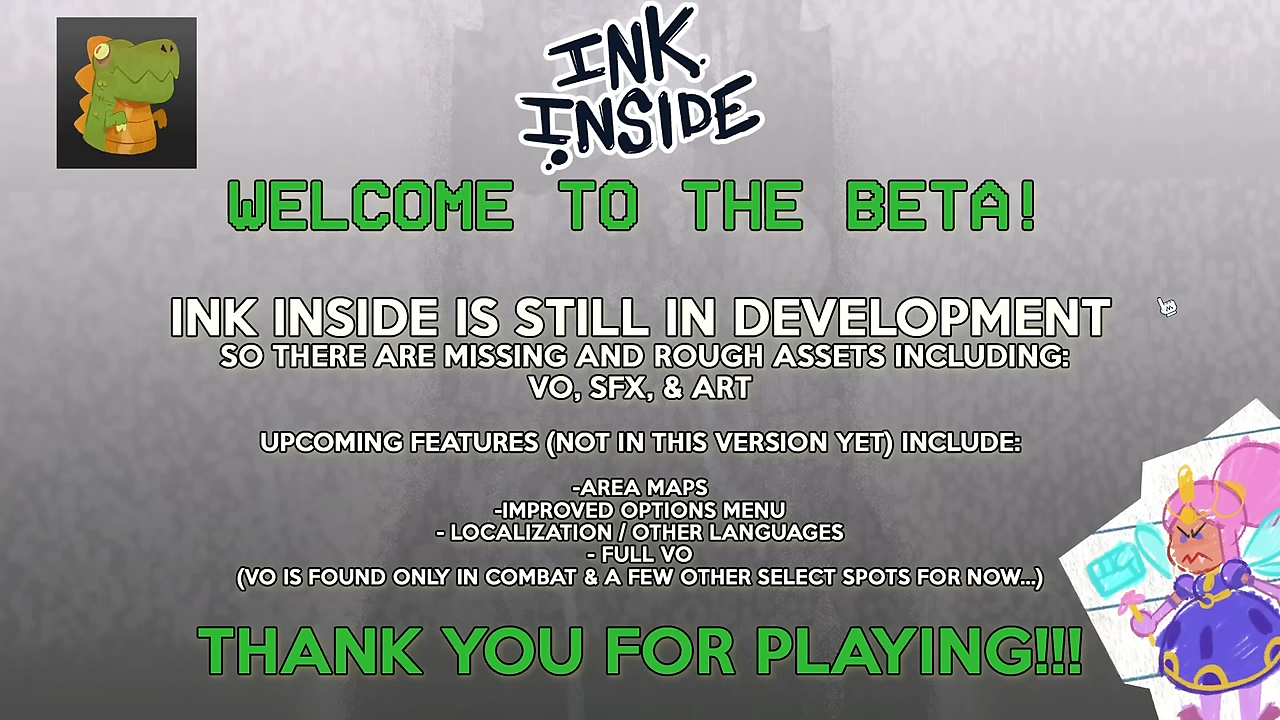 INK
INSIDE
WELCOME TO THE BETA!
INK INSIDE IS STILL IN DEVELOPMENT
SO THERE ARE MISSING AND ROUGH ASSETS INCLUDING:
VO, SFX, & ART
UPCOMING FEATURES (NOT IN THIS VERSION YET) INCLUDE:
-AREA MAPS
-IMPROVED OPTIONS MENU
- LOCALIZATION / OTHER LANGUAGES
- FULL VO
(VO IS FOUND ONLY IN COMBAT & A FEW OTHER SELECT SPOTS FOR NOW...)
THANK YOU FOR PLAYING!!!